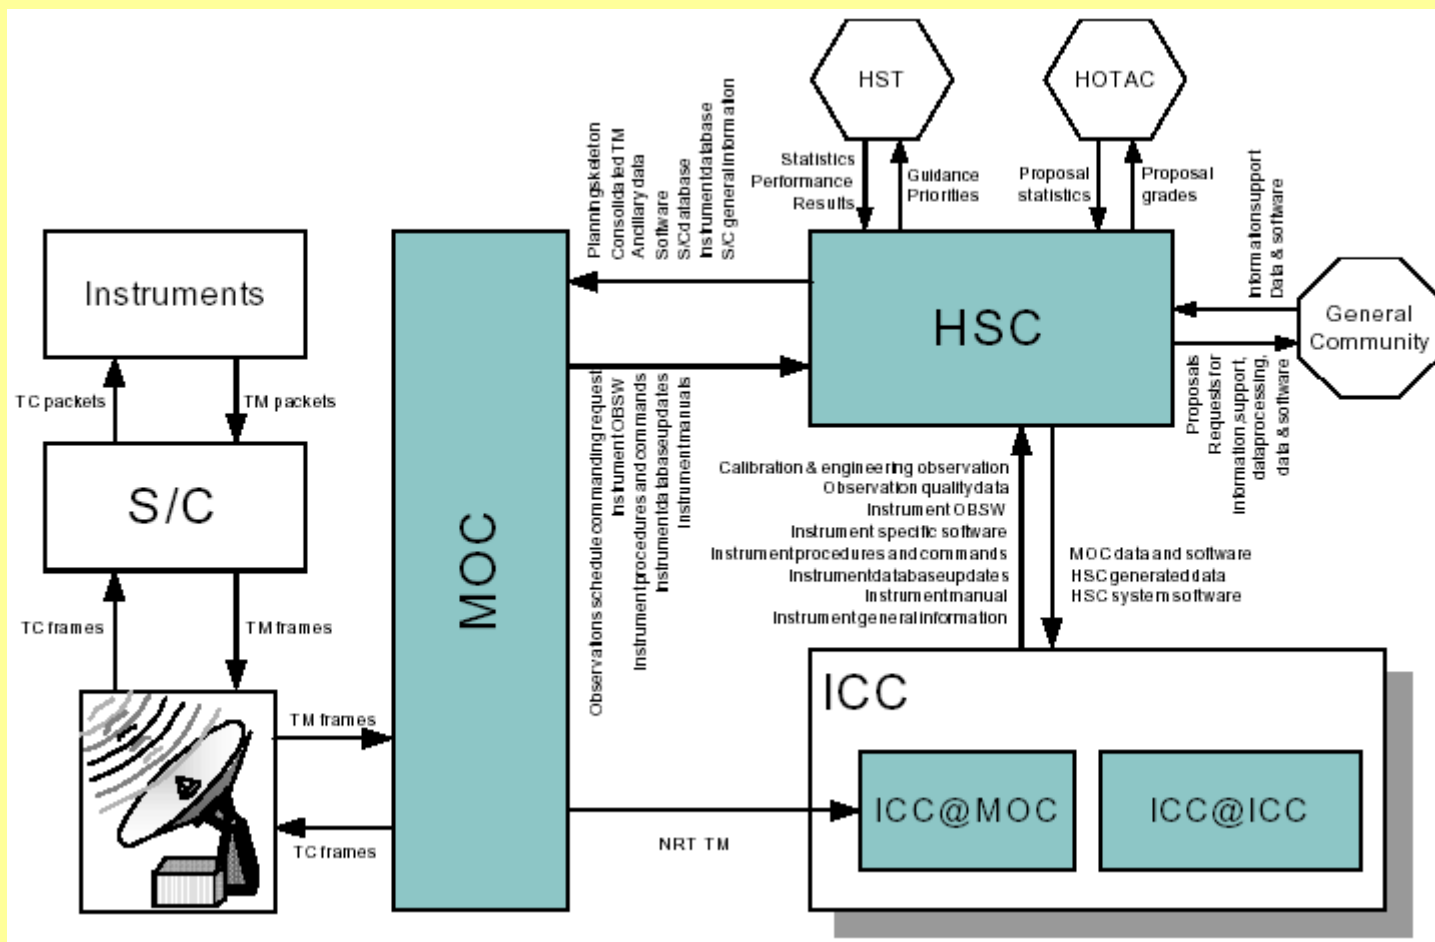 HST
HOTAC
Planning skeleton
Consolidated TM
Ancillary data
Software
S/C database
Instrument database
S/C general information
Statistics
Performance
Results
Guidance
Priorities
Proposal
statistics
Proposal
grades
Information support
Data & software
Instruments
HSC
General
Community
TC packets
TM packets
S/C
MOC
Observations schedule commanding request
Instrument OBSW
Instrument procedures and commands
Instrument database updates
Instrument manuals
Proposals
Requests for
information, support,
data processing,
data & software
Calibration & engineering observation
Observation quality data
Instrument OBSW
Instrument specific software
Instrument procedures and commands
Instrument database updates
Instrument manual
Instrument general information
MOC data and software
HSC generated data
HSC system software
TC frames
TM frames
TM frames
TC frames
NRT TM
ICC
ICC@MOC
ICC@ICC